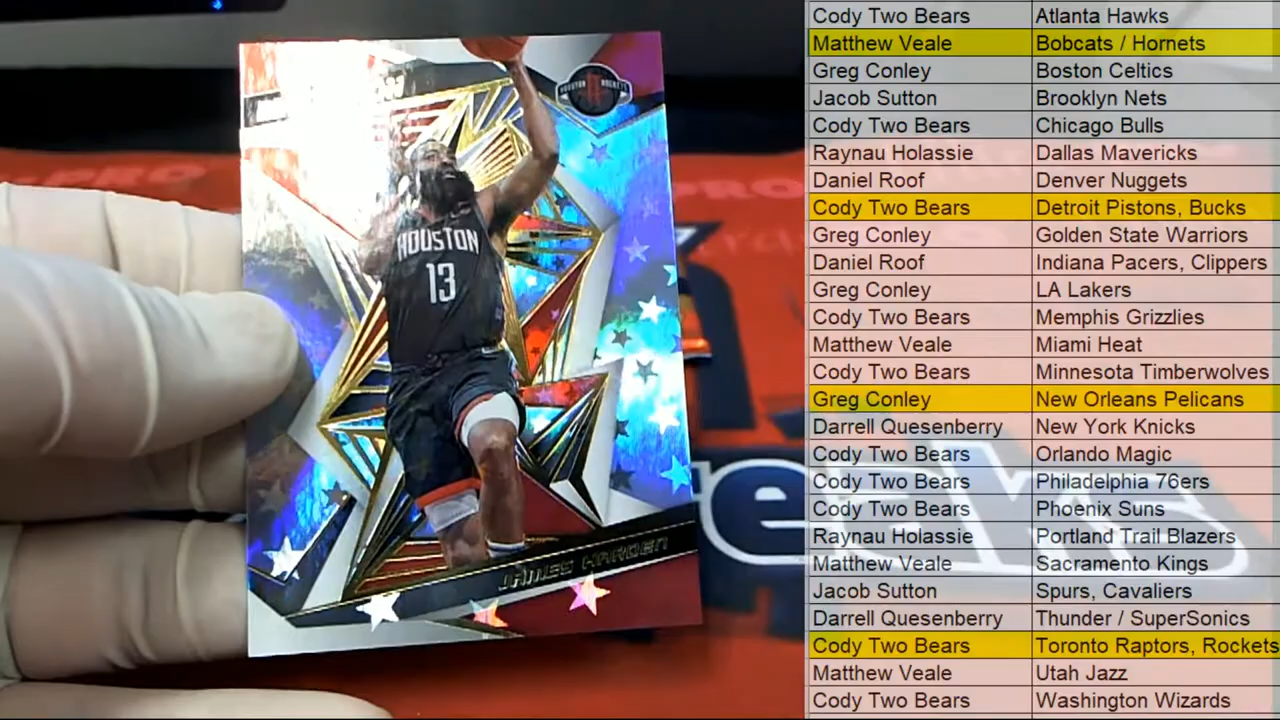 HOUSTON ROCKETS
HOUSTON
13
JAMES HARDEN
PRO
PRO
reaks
Cody Two Bears Atlanta Hawks
Matthew Veale Bobcats / Hornets
Greg Conley Boston Celtics
Jacob Sutton Brooklyn Nets
Cody Two Bears Chicago Bulls
Raynau Holassie Dallas Mavericks
Daniel Roof Denver Nuggets
Cody Two Bears Detroit Pistons, Bucks
Greg Conley Golden State Warriors
Daniel Roof Indiana Pacers, Clippers
Greg Conley LA Lakers
Cody Two Bears Memphis Grizzlies
Matthew Veale Miami Heat
Cody Two Bears Minnesota Timberwolves
Greg Conley New Orleans Pelicans
Darrell Quesenberry New York Knicks
Cody Two Bears Orlando Magic
Cody Two Bears Philadelphia 76ers
Cody Two Bears Phoenix Suns
Raynau Holassie Portland Trail Blazers
Matthew Veale Sacramento Kings
Jacob Sutton Spurs, Cavaliers
Darrell Quesenberry Thunder / SuperSonics
Cody Two Bears Toronto Raptors, Rockets
Matthew Veale Utah Jazz
Cody Two Bears Washington Wizards